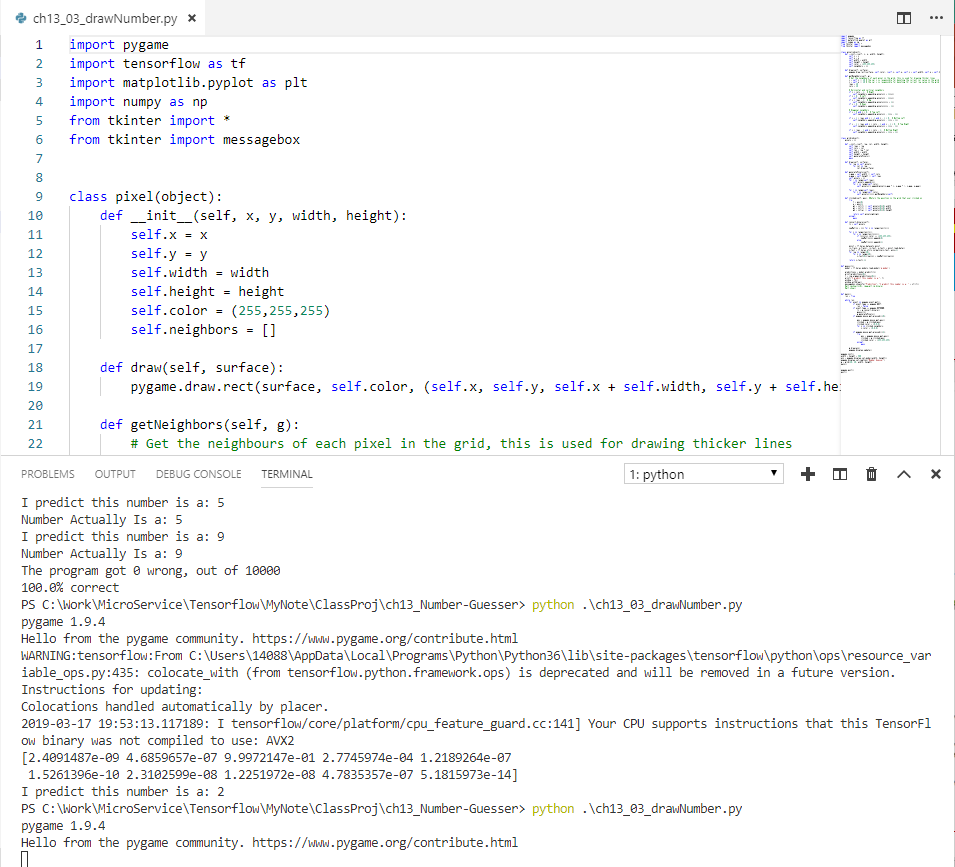 ch13_03_drawNumber.py ×
1 import pygame
2 import tensorflow as tf
3 import matplotlib.pyplot as plt
4 import numpy as np
5 from tkinter import *
6 from tkinter import messagebox
7
8
9 class pixel(object):
10 def __init__(self, x, y, width, height):
11 self.x = x
12 self.y = y
13 self.width = width
14 self.height = height
15 self.color = (255,255,255)
16 self.neighbors = []
17
18 def draw(self, surface):
19 pygame.draw.rect(surface, self.color, (self.x, self.y, self.x + self.width, self.y + self.he
20
21 def getNeighbors(self, g):
22 # Get the neighbours of each pixel in the grid, this is used for drawing thicker lines
PROBLEMS OUTPUT DEBUG CONSOLE TERMINAL 1: python
I predict this number is a: 5
Number Actually Is a: 5
I predict this number is a: 9
Number Actually Is a: 9
The program got 0 wrong, out of 10000
100.0% correct
PS C:\Work\MicroService\Tensorflow\MyNote\ClassProj\ch13_Number-Guesser> python .\ch13_03_drawNumber.py
pygame 1.9.4
Hello from the pygame community. https://www.pygame.org/contribute.html
WARNING:tensorflow:From C:\Users\14088\AppData\Local\Programs\Python\Python36\lib\site-packages\tensorflow\python\ops\resource_var
iable_ops.py:435: colocate_with (from tensorflow.python.framework.ops) is deprecated and will be removed in a future version.
Instructions for updating:
Colocations handled automatically by placer.
2019-03-17 19:53:13.117189: I tensorflow/core/platform/cpu_feature_guard.cc:141] Your CPU supports instructions that this TensorFl
ow binary was not compiled to use: AVX2
[2.4091487e-09 4.6859657e-07 9.9972147e-01 2.7745974e-04 1.2189264e-07
1.5261396e-10 2.3102599e-08 1.2251972e-08 4.7835357e-07 5.1815973e-14]
I predict this number is a: 2
PS C:\Work\MicroService\Tensorflow\MyNote\ClassProj\ch13_Number-Guesser> python .\ch13_03_drawNumber.py
pygame 1.9.4
Hello from the pygame community. https://www.pygame.org/contribute.html